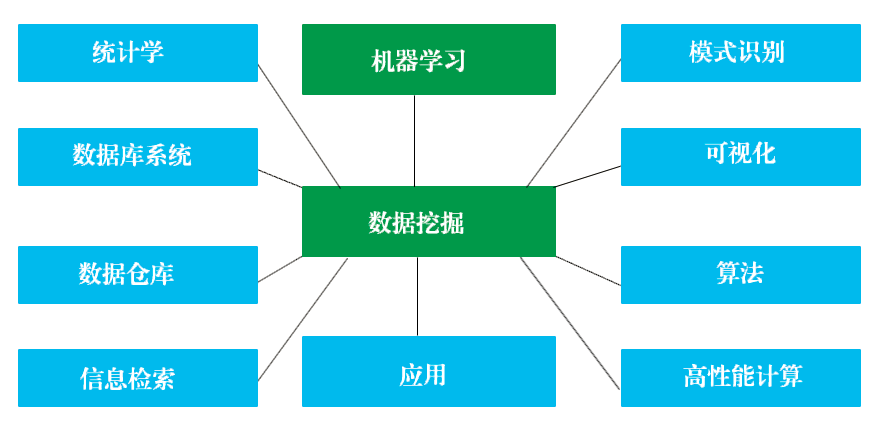 统计学
机器学习
模式识别
数据库系统
可视化
数据挖掘
数据仓库
算法
信息检索
应用
高性能计算